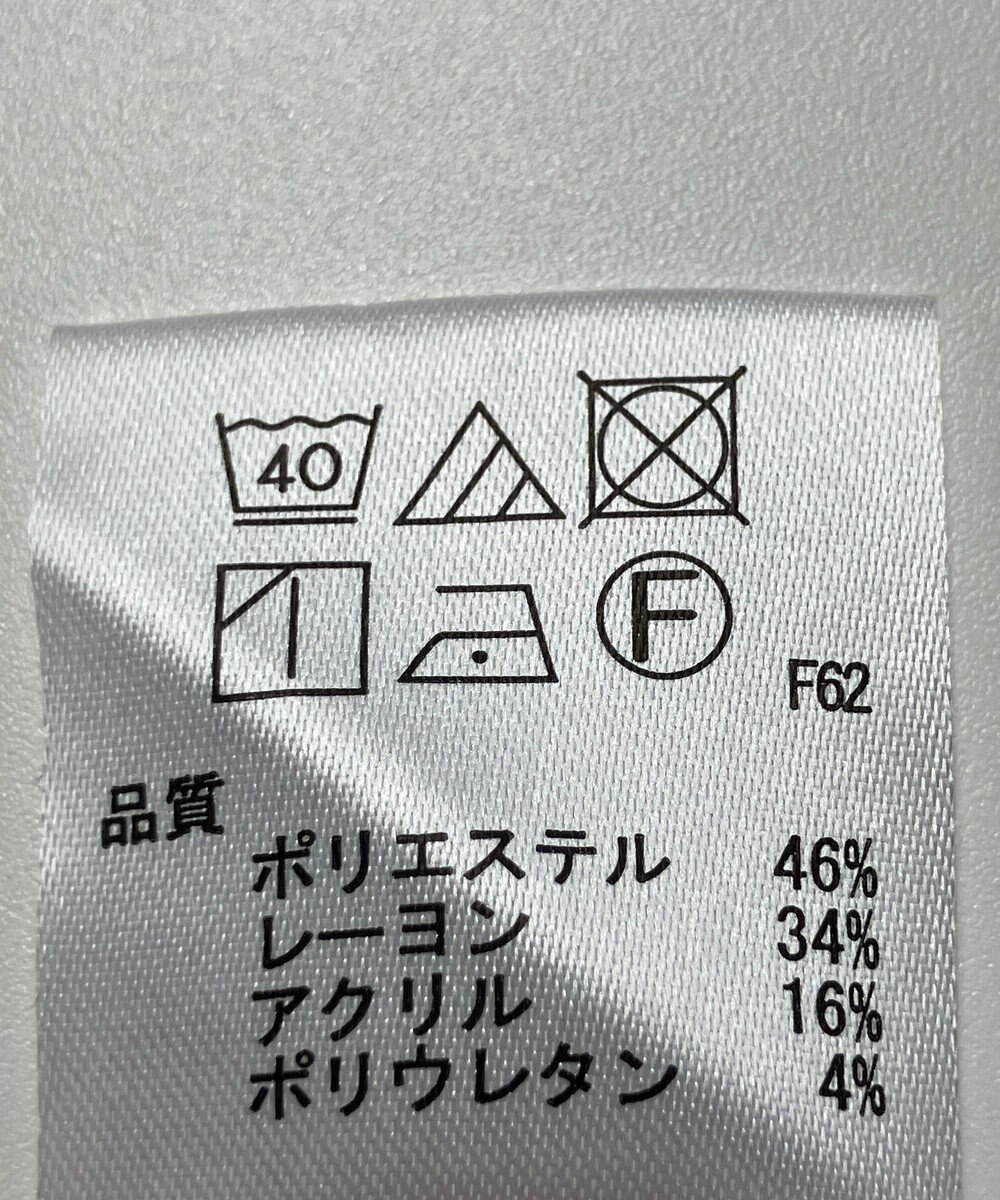 40
F
F62
品質
ポリエステル 46%
レーヨン 34%
アクリル 16%
ポリウレタン 4%